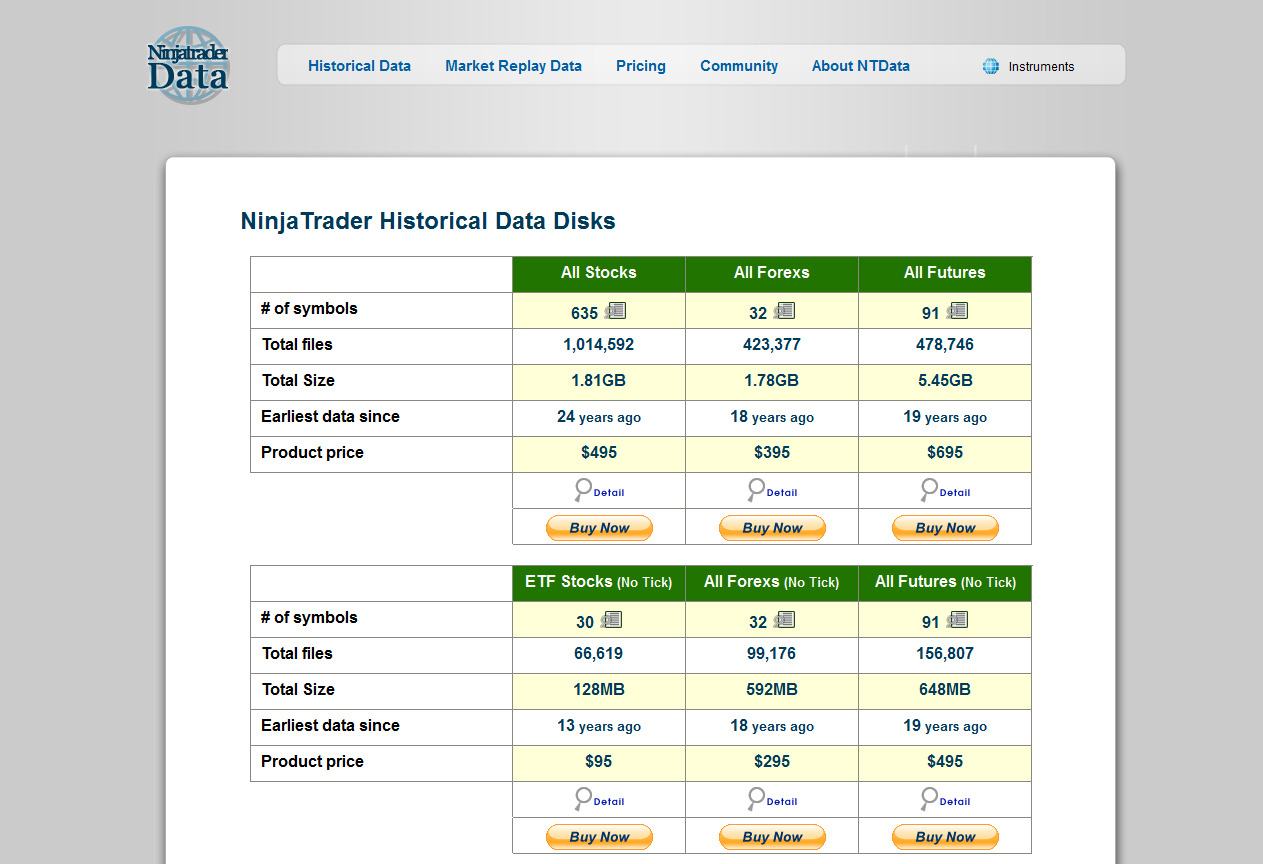 Ninjatrader
Data
Historical Data Market Replay Data Pricing Community About NTData Instruments
NinjaTrader Historical Data Disks
All Stocks All Forexs All Futures
# of symbols 635 32 91
Total files 1,014,592 423,377 478,746
Total Size 1.81GB 1.78GB 5.45GB
Earliest data since 24 years ago 18 years ago 19 years ago
Product price $495 $395 $695
Detail Detail Detail
Buy Now Buy Now Buy Now
ETF Stocks (No Tick) All Forexs (No Tick) All Futures (No Tick)
# of symbols 30 32 91
Total files 66,619 99,176 156,807
Total Size 128MB 592MB 648MB
Earliest data since 13 years ago 18 years ago 19 years ago
Product price $95 $295 $495
Detail Detail Detail
Buy Now Buy Now Buy Now